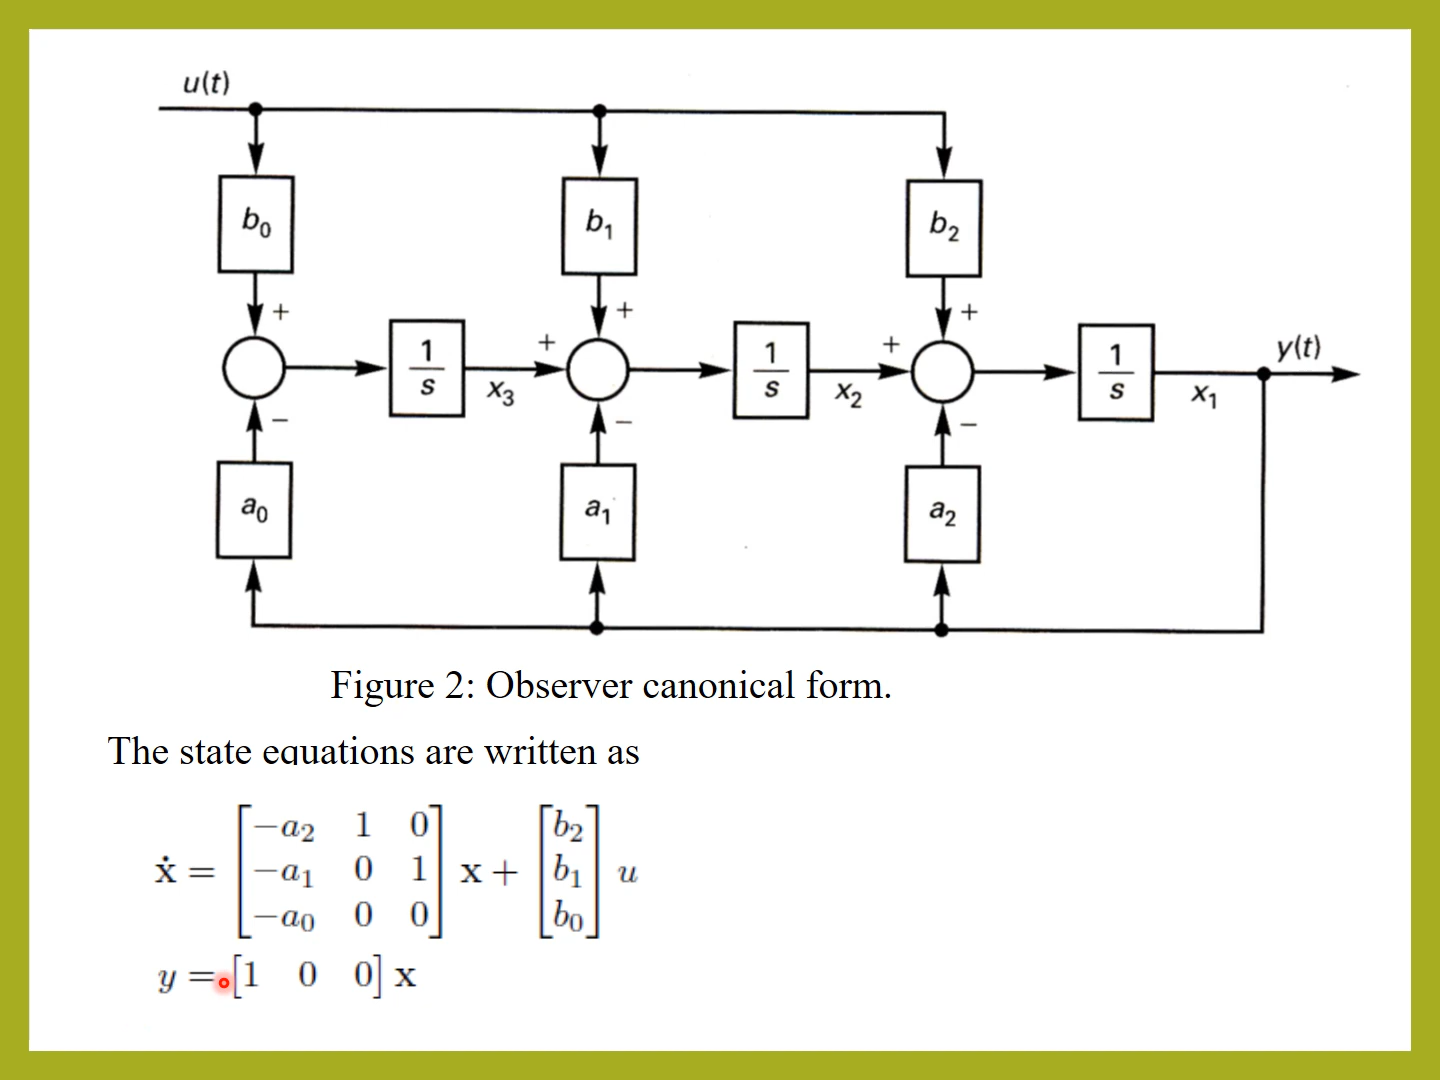 u(t)
b₀ b₁ b₂
+ + +
1/s + 1/s + 1/s y(t)
x₃ x₂ x₁
− − −
a₀ a₁ a₂
Figure 2: Observer canonical form.
The state equations are written as
ẋ = [−a₂ 1 0; −a₁ 0 1; −a₀ 0 0] x + [b₂; b₁; b₀] u
y = [1 0 0] x